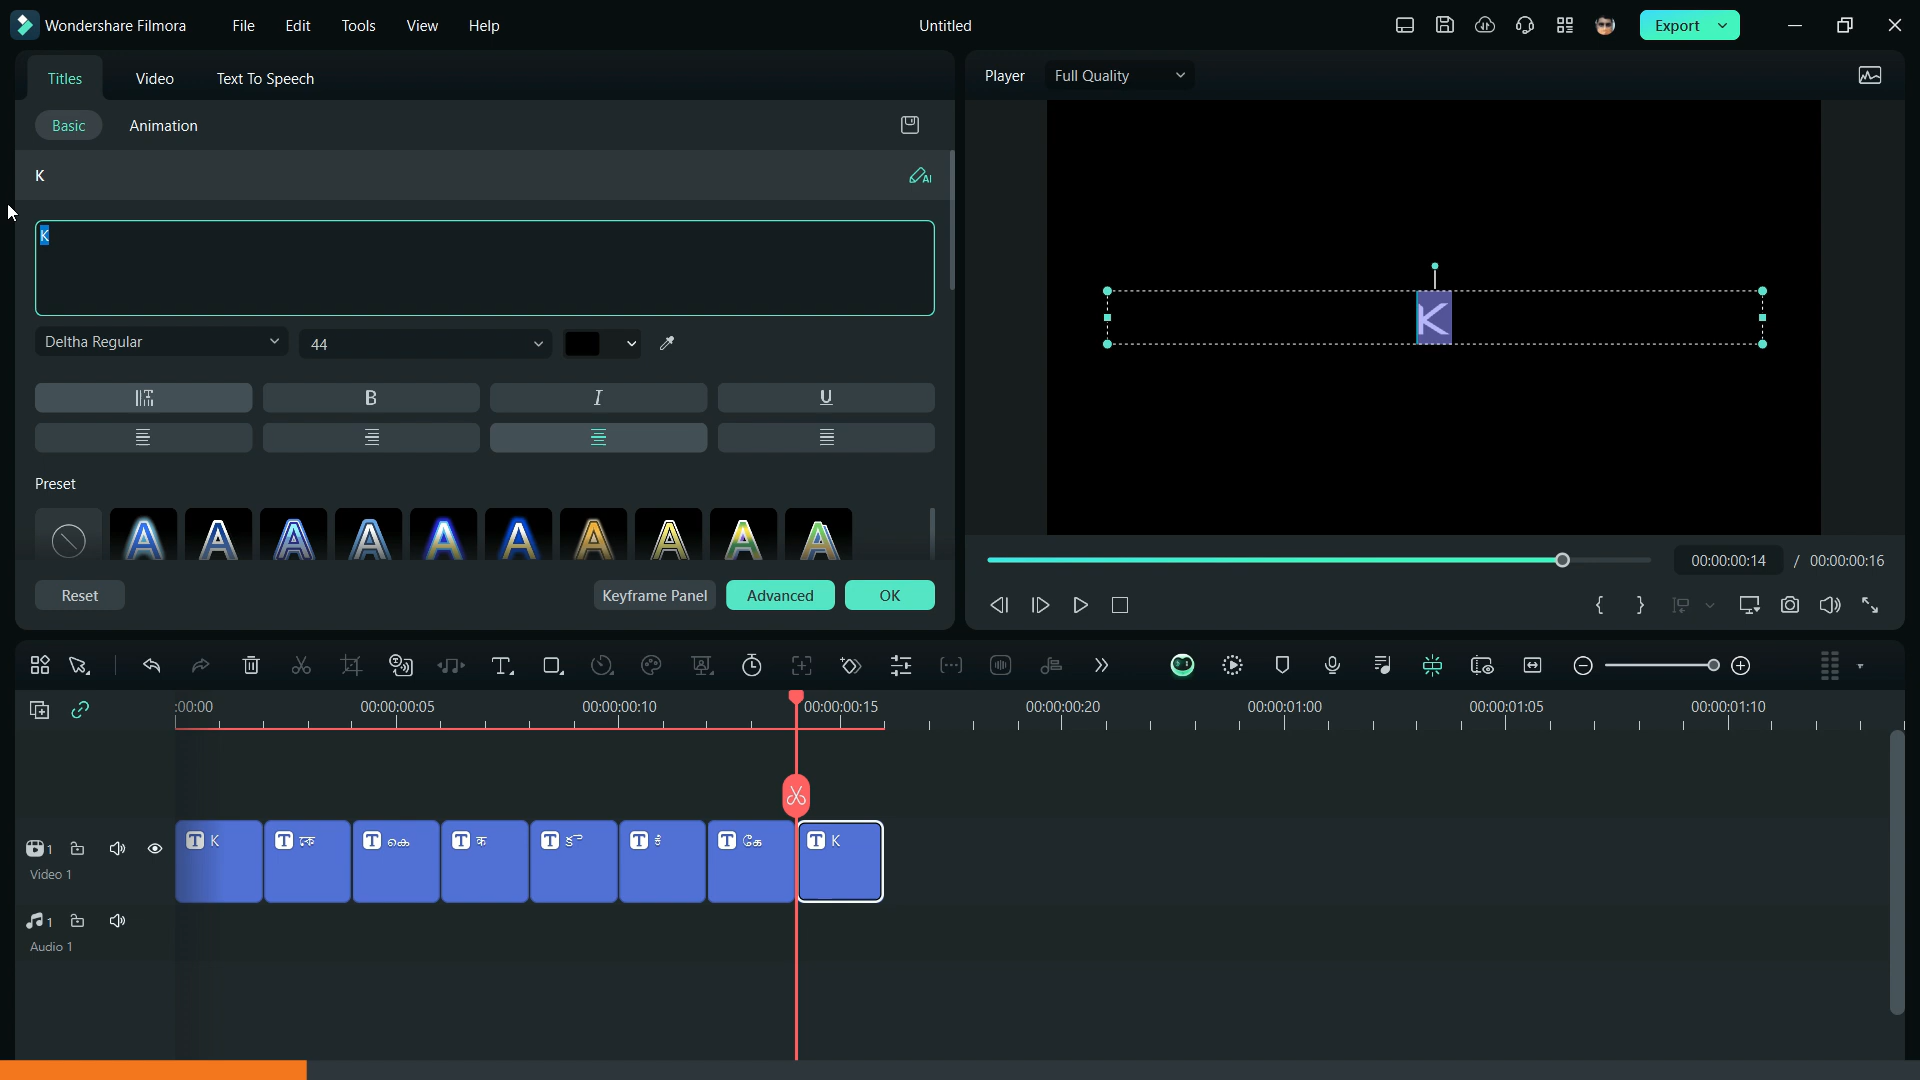 Wondershare Filmora File Edit Tools View Help Untitled Export
Titles Video Text To Speech Player Full Quality
Basic Animation
K
K
K
Deltha Regular 44
B I U
Preset
A A A A A A A A A A
Reset Keyframe Panel Advanced OK
00:00:00:14 / 00:00:00:16
:00:00 00:00:00:05 00:00:00:10 00:00:00:15 00:00:00:20 00:00:01:00 00:00:01:05 00:00:01:10
1 T K T কে T கெ T क T T T கே T K
Video 1
1
Audio 1